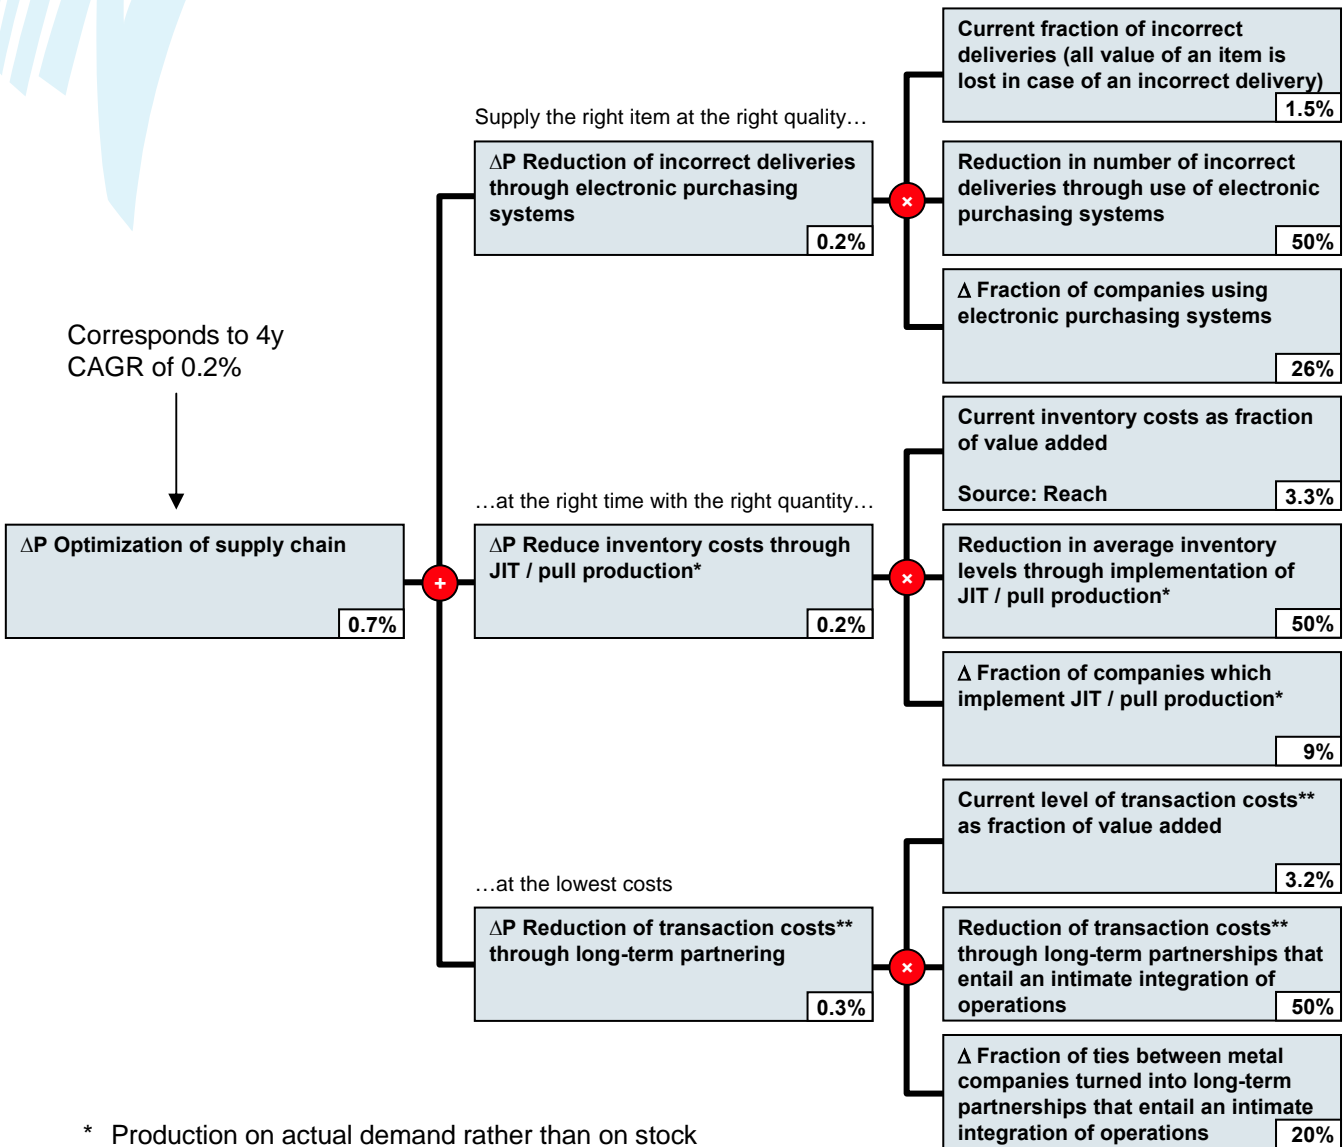 Current fraction of incorrect
deliveries (all value of an item is
lost in case of an incorrect delivery)
1.5%
Supply the right item at the right quality…
∆P Reduction of incorrect deliveries
through electronic purchasing
systems
0.2%
×
Reduction in number of incorrect
deliveries through use of electronic
purchasing systems
50%
∆ Fraction of companies using
electronic purchasing systems
26%
Corresponds to 4y
CAGR of 0.2%
∆P Optimization of supply chain
0.7%
+
…at the right time with the right quantity…
∆P Reduce inventory costs through
JIT / pull production*
0.2%
×
Current inventory costs as fraction
of value added
Source: Reach
3.3%
Reduction in average inventory
levels through implementation of
JIT / pull production*
50%
∆ Fraction of companies which
implement JIT / pull production*
9%
…at the lowest costs
∆P Reduction of transaction costs**
through long-term partnering
0.3%
×
Current level of transaction costs**
as fraction of value added
3.2%
Reduction of transaction costs**
through long-term partnerships that
entail an intimate integration of
operations
50%
∆ Fraction of ties between metal
companies turned into long-term
partnerships that entail an intimate
integration of operations
20%
* Production on actual demand rather than on stock